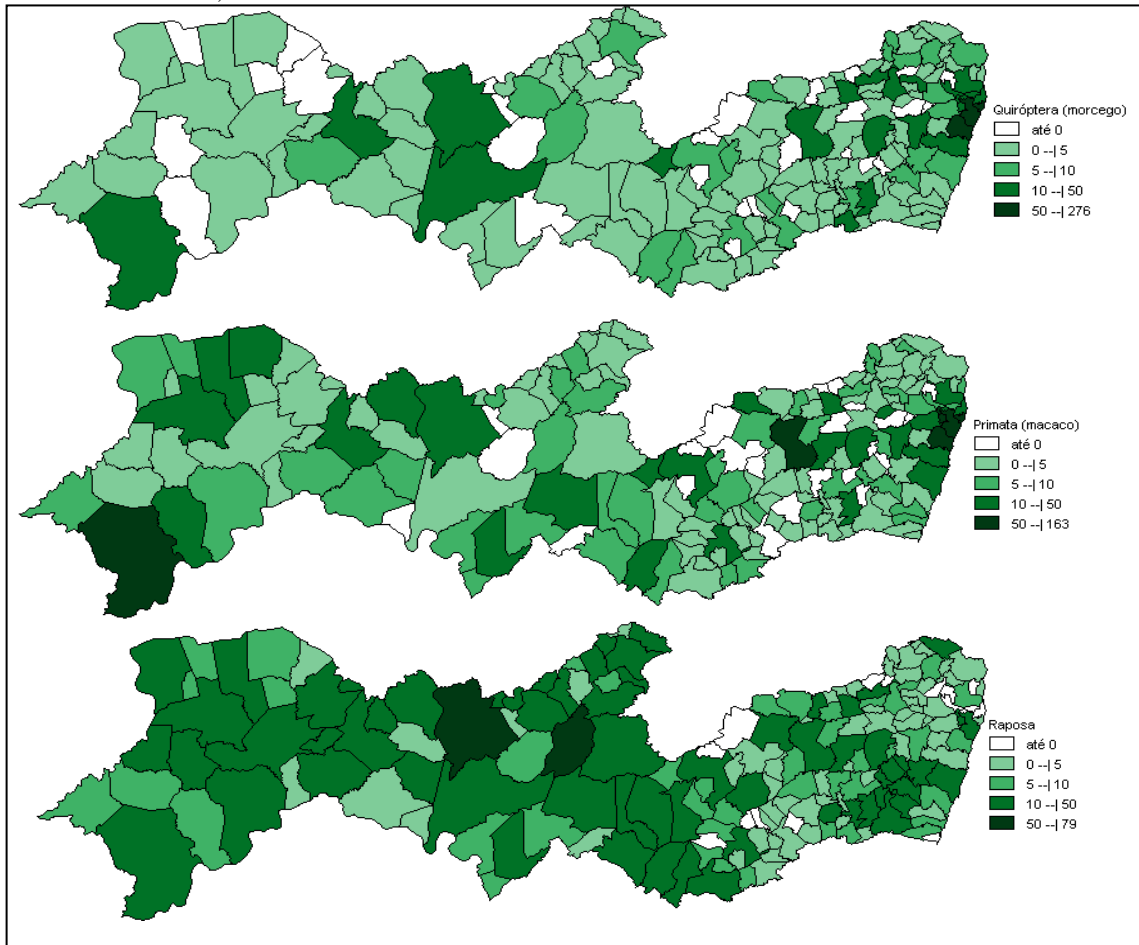 Quiróptera (morcego)
até 0
0 --| 5
5 --| 10
10 --| 50
50 --| 276
Primata (macaco)
até 0
0 --| 5
5 --| 10
10 --| 50
50 --| 163
Raposa
até 0
0 --| 5
5 --| 10
10 --| 50
50 --| 79